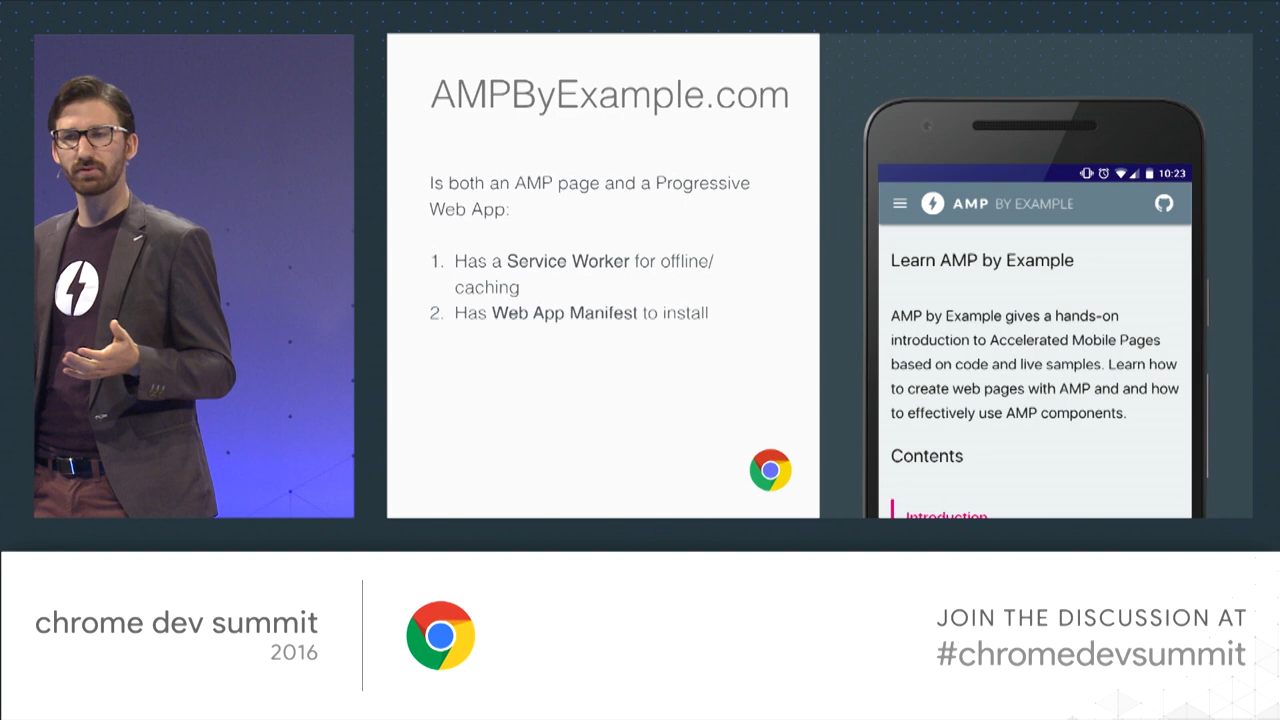 AMPByExample.com
Is both an AMP page and a Progressive
Web App:
1. Has a Service Worker for offline/
caching
2. Has Web App Manifest to install
10:23
AMP BY EXAMPLE
Learn AMP by Example
AMP by Example gives a hands-on
introduction to Accelerated Mobile Pages
based on code and live samples. Learn how
to create web pages with AMP and and how
to effectively use AMP components.
Contents
Introduction
chrome dev summit
2016
JOIN THE DISCUSSION AT
#chromedevsummit